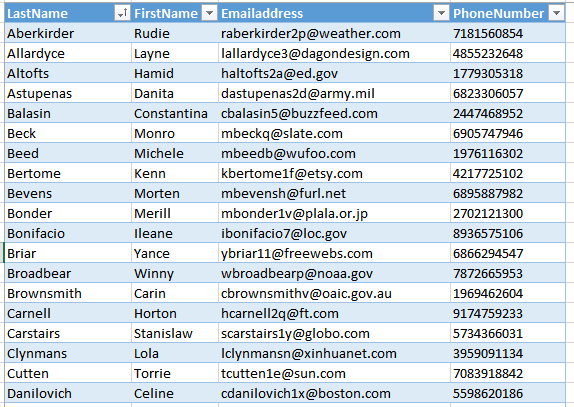 LastName FirstName Emailaddress PhoneNumber
Aberkirder Rudie raberkirder2p@weather.com 7181560854
Allardyce Layne lallardyce3@dagondesign.com 4855232648
Altofts Hamid haltofts2a@ed.gov 1779305318
Astupenas Danita dastupenas2d@army.mil 6823306057
Balasin Constantina cbalasin5@buzzfeed.com 2447468952
Beck Monro mbeckq@slate.com 6905747946
Beed Michele mbeedb@wufoo.com 1976116302
Bertome Kenn kbertome1f@etsy.com 4217725102
Bevens Morten mbevensh@furl.net 6895887982
Bonder Merill mbonder1v@plala.or.jp 2702121300
Bonifacio Ileane ibonifacio7@loc.gov 8936575106
Briar Yance ybriar11@freewebs.com 6866294547
Broadbear Winny wbroadbearp@noaa.gov 7872665953
Brownsmith Carin cbrownsmithv@oaic.gov.au 1969462604
Carnell Horton hcarnell2q@ft.com 9174759233
Carstairs Stanislaw scarstairs1y@globo.com 5734366031
Clynmans Lola lclynmansn@xinhuanet.com 3959091134
Cutten Torrie tcutten1e@sun.com 7083918842
Danilovich Celine cdanilovich1x@boston.com 5598620186